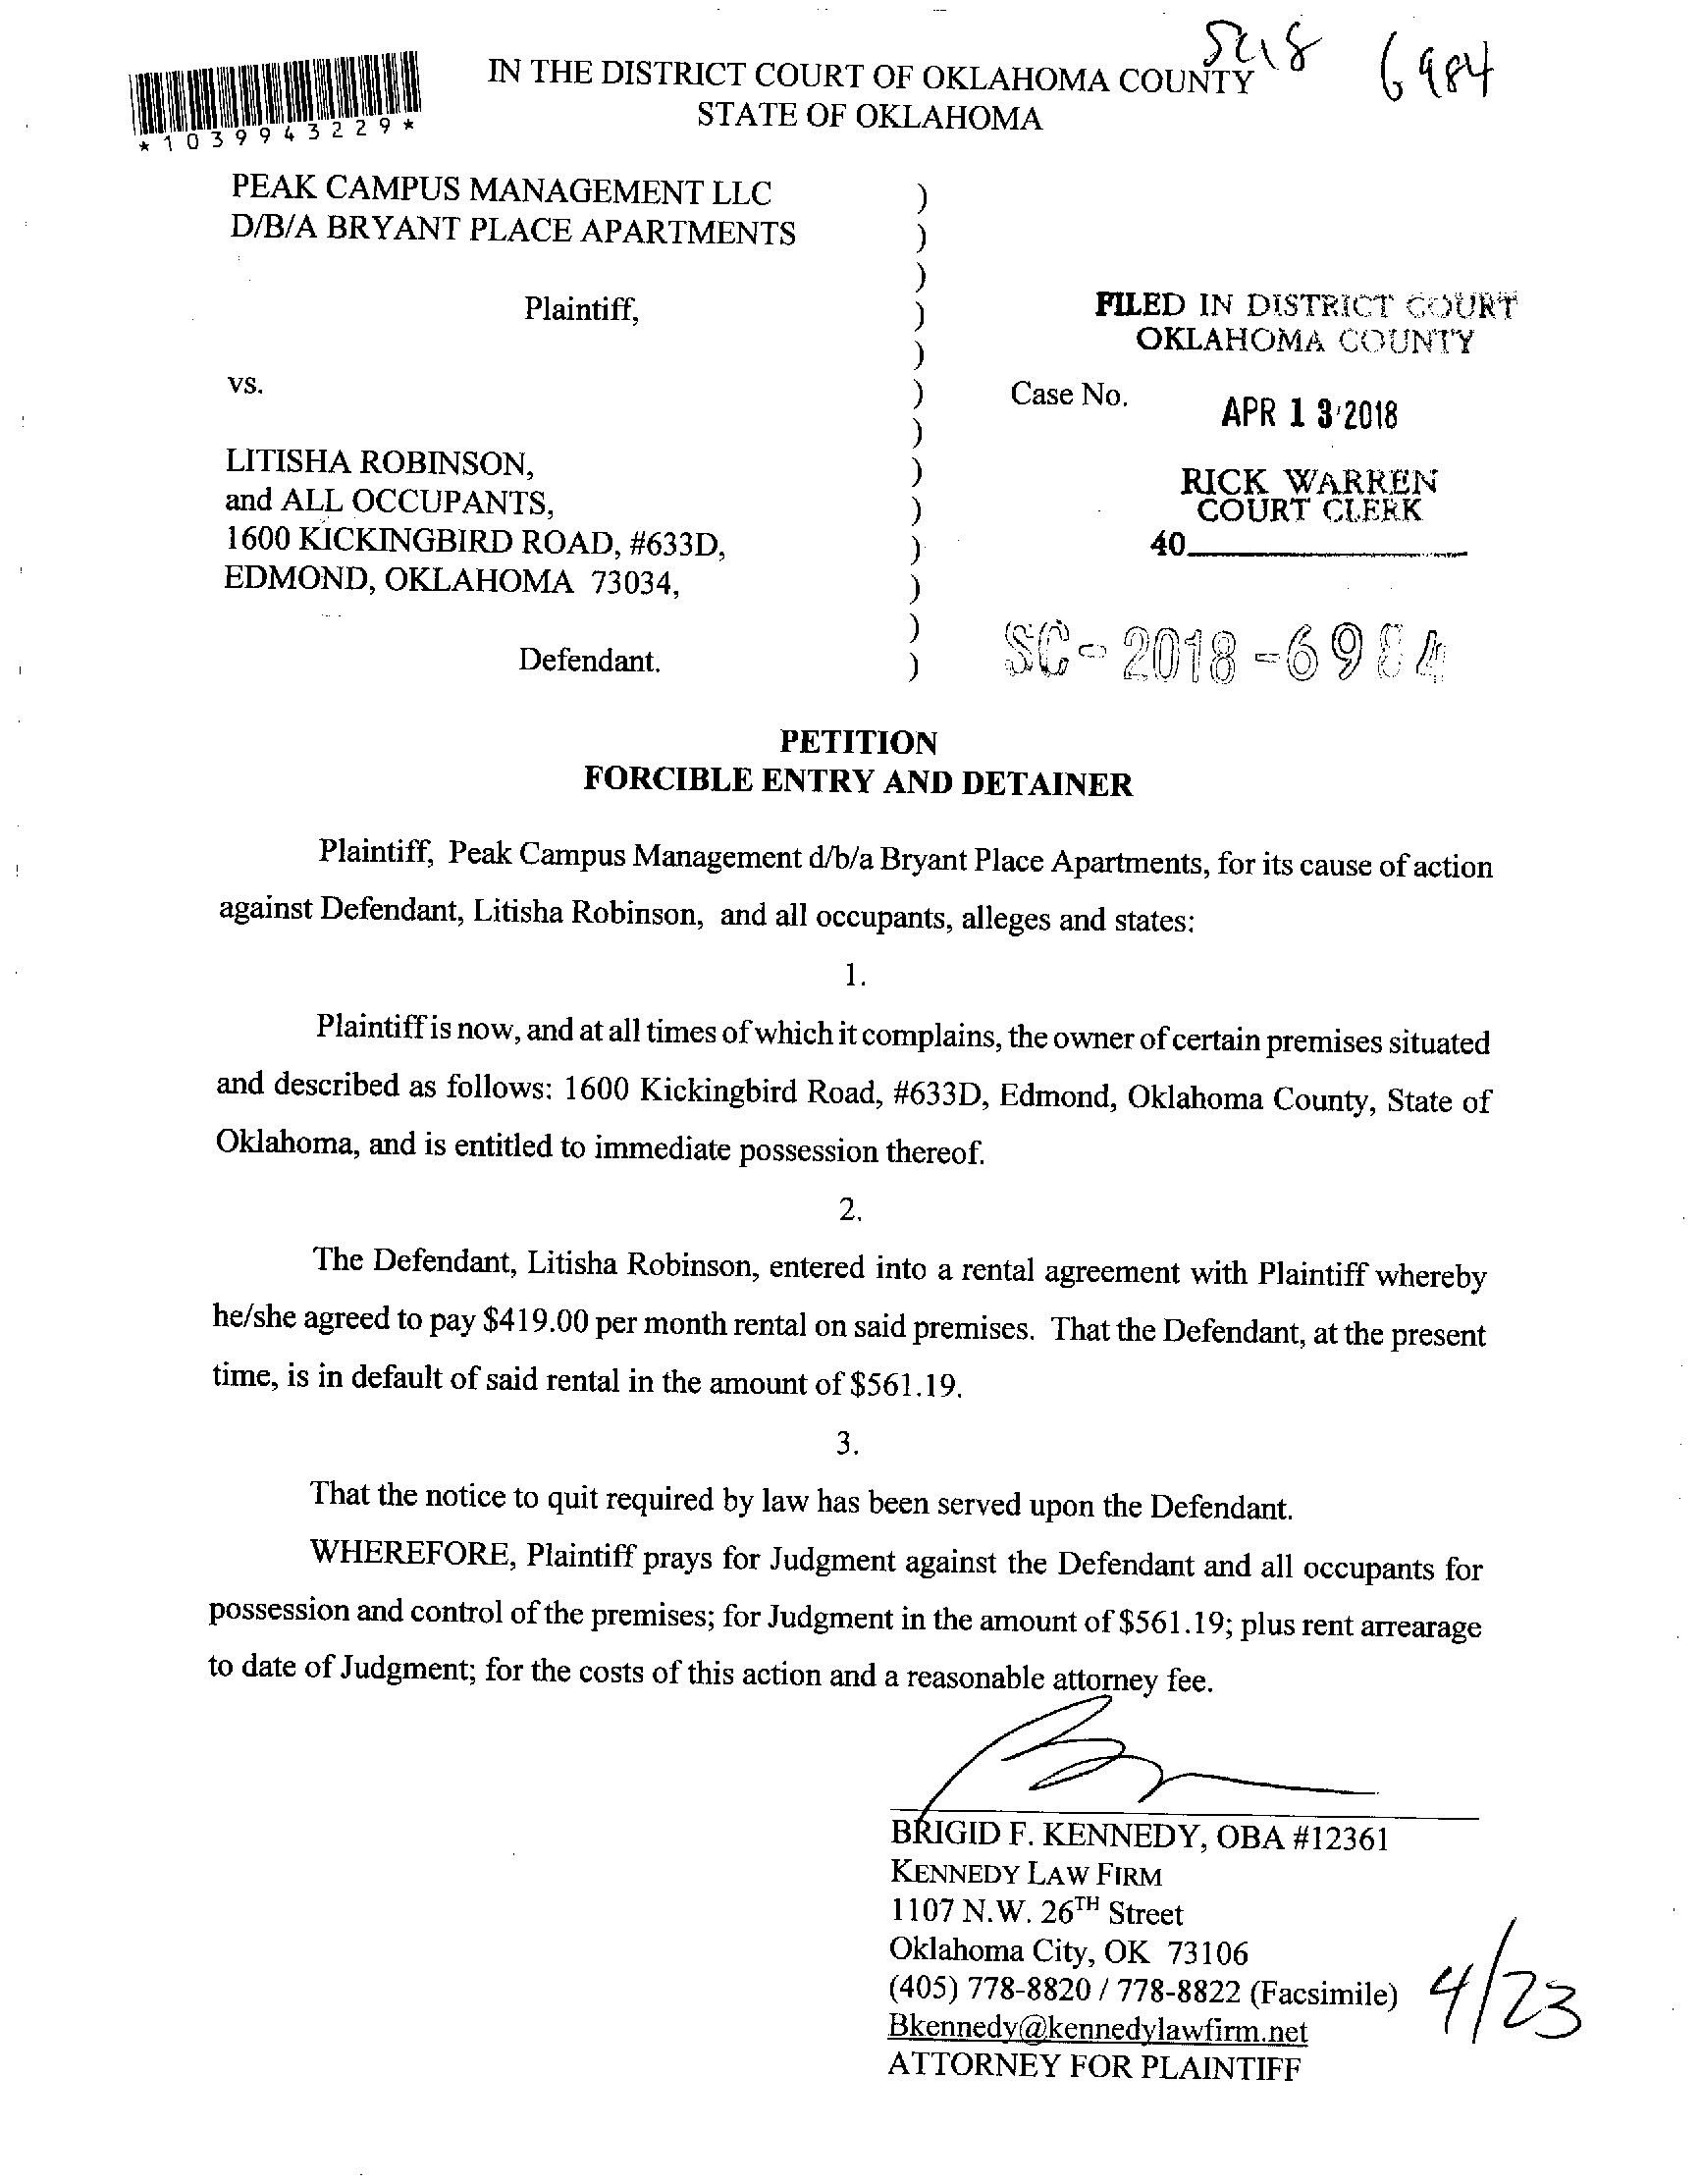 SC18 6984
IN THE DISTRICT COURT OF OKLAHOMA COUNTY
STATE OF OKLAHOMA
*1039943229*
PEAK CAMPUS MANAGEMENT LLC )
D/B/A BRYANT PLACE APARTMENTS )
)
Plaintiff, )
FILED IN DISTRICT COURT
OKLAHOMA COUNTY
)
vs. ) Case No.
APR 13 2018
)
LITISHA ROBINSON, )
RICK WARREN
and ALL OCCUPANTS, )
COURT CLERK
1600 KICKINGBIRD ROAD, #633D, )
40
EDMOND, OKLAHOMA 73034, )
)
SC-2018-6984
Defendant. )
PETITION
FORCIBLE ENTRY AND DETAINER
Plaintiff, Peak Campus Management d/b/a Bryant Place Apartments, for its cause of action
against Defendant, Litisha Robinson, and all occupants, alleges and states:
1.
Plaintiff is now, and at all times of which it complains, the owner of certain premises situated
and described as follows: 1600 Kickingbird Road, #633D, Edmond, Oklahoma County, State of
Oklahoma, and is entitled to immediate possession thereof.
2.
The Defendant, Litisha Robinson, entered into a rental agreement with Plaintiff whereby
he/she agreed to pay $419.00 per month rental on said premises. That the Defendant, at the present
time, is in default of said rental in the amount of $561.19.
3.
That the notice to quit required by law has been served upon the Defendant.
WHEREFORE, Plaintiff prays for Judgment against the Defendant and all occupants for
possession and control of the premises; for Judgment in the amount of $561.19; plus rent arrearage
to date of Judgment; for the costs of this action and a reasonable attorney fee.
BRIGID F. KENNEDY, OBA #12361
KENNEDY LAW FIRM
1107 N.W. 26TH Street
Oklahoma City, OK 73106
(405) 778-8820 / 778-8822 (Facsimile)
Bkennedy@kennedylawfirm.net
ATTORNEY FOR PLAINTIFF
4/23